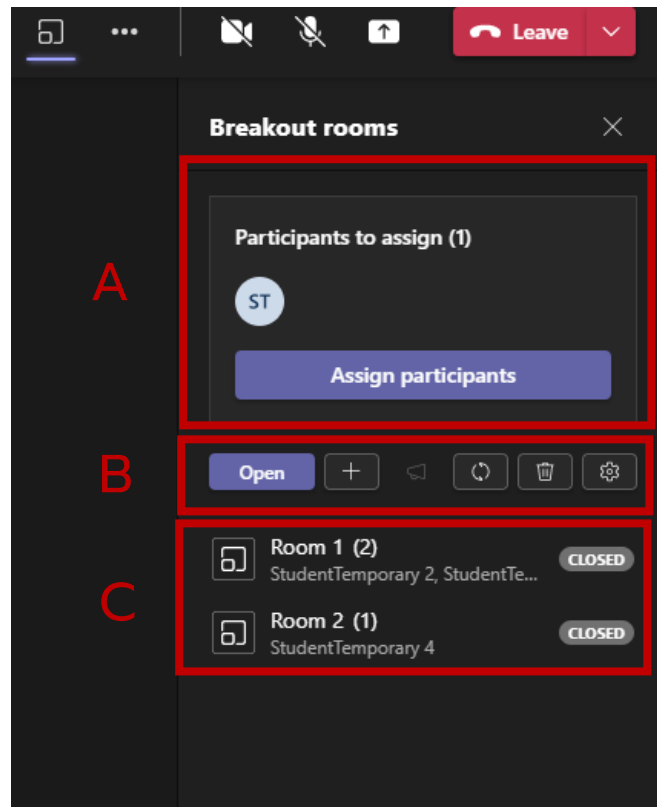 Leave
Breakout rooms
A
Participants to assign (1)
ST
Assign participants
B
Open
C
Room 1 (2)
StudentTemporary 2, StudentTe...
CLOSED
Room 2 (1)
StudentTemporary 4
CLOSED